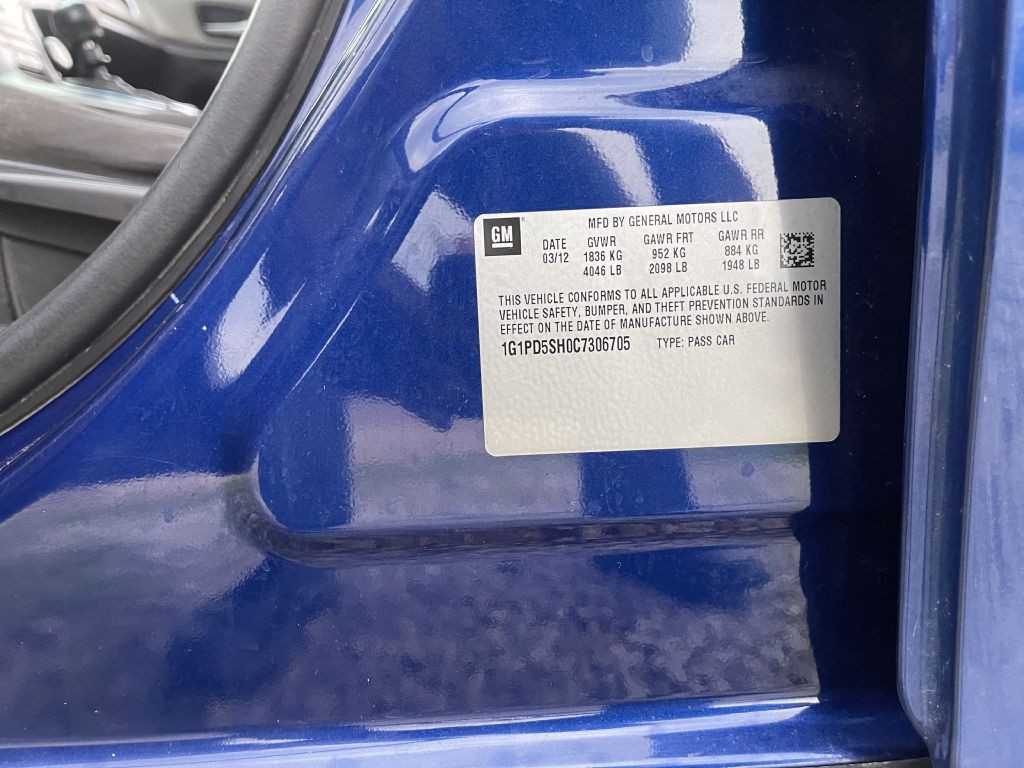 GM
MFD BY GENERAL MOTORS LLC
DATE GVWR GAWR FRT GAWR RR
03/12 1836 KG 952 KG 884 KG
4046 LB 2098 LB 1948 LB
THIS VEHICLE CONFORMS TO ALL APPLICABLE U.S. FEDERAL MOTOR
VEHICLE SAFETY, BUMPER, AND THEFT PREVENTION STANDARDS IN
EFFECT ON THE DATE OF MANUFACTURE SHOWN ABOVE.
1G1PD5SH0C7306705 TYPE: PASS CAR